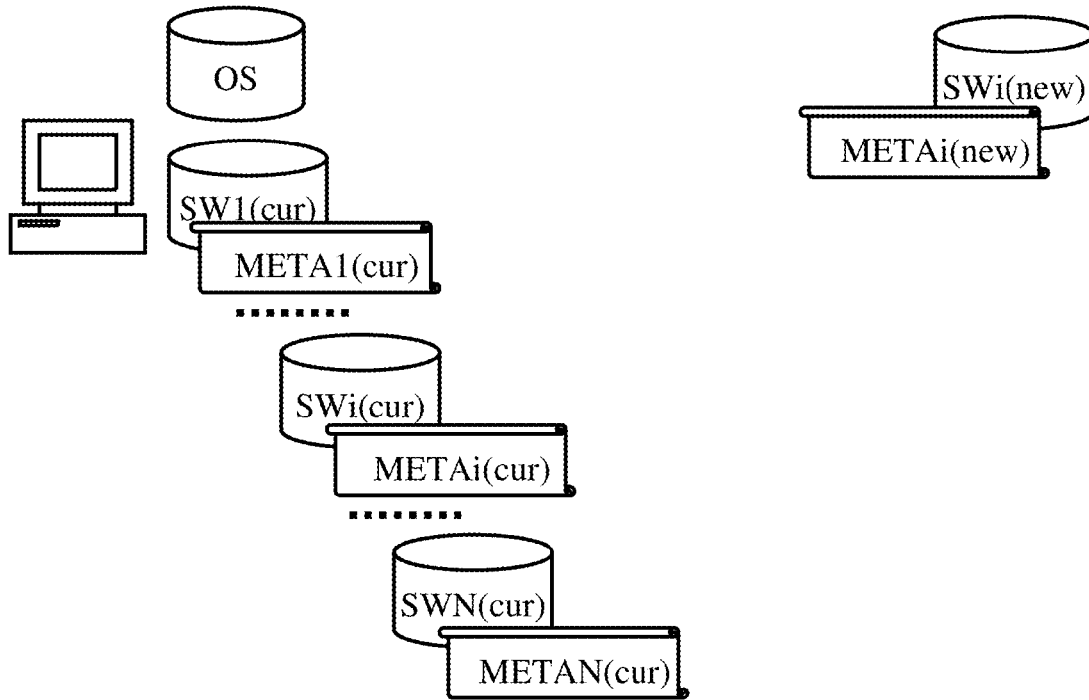 OS
SWi(new)
METAi(new)
SW1(cur)
META1(cur)
SWi(cur)
METAi(cur)
SWN(cur)
METAN(cur)